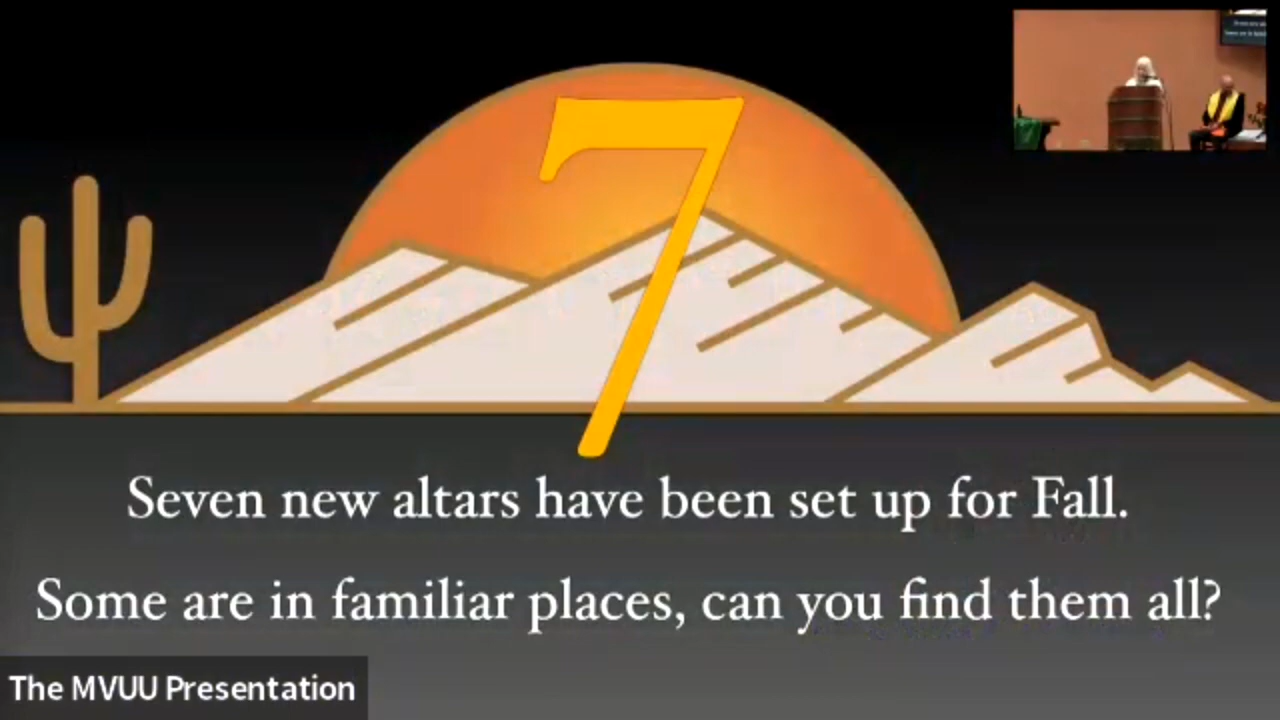 7
Seven new altars have been set up for Fall.
Some are in familiar places, can you find them all?
The MVUU Presentation